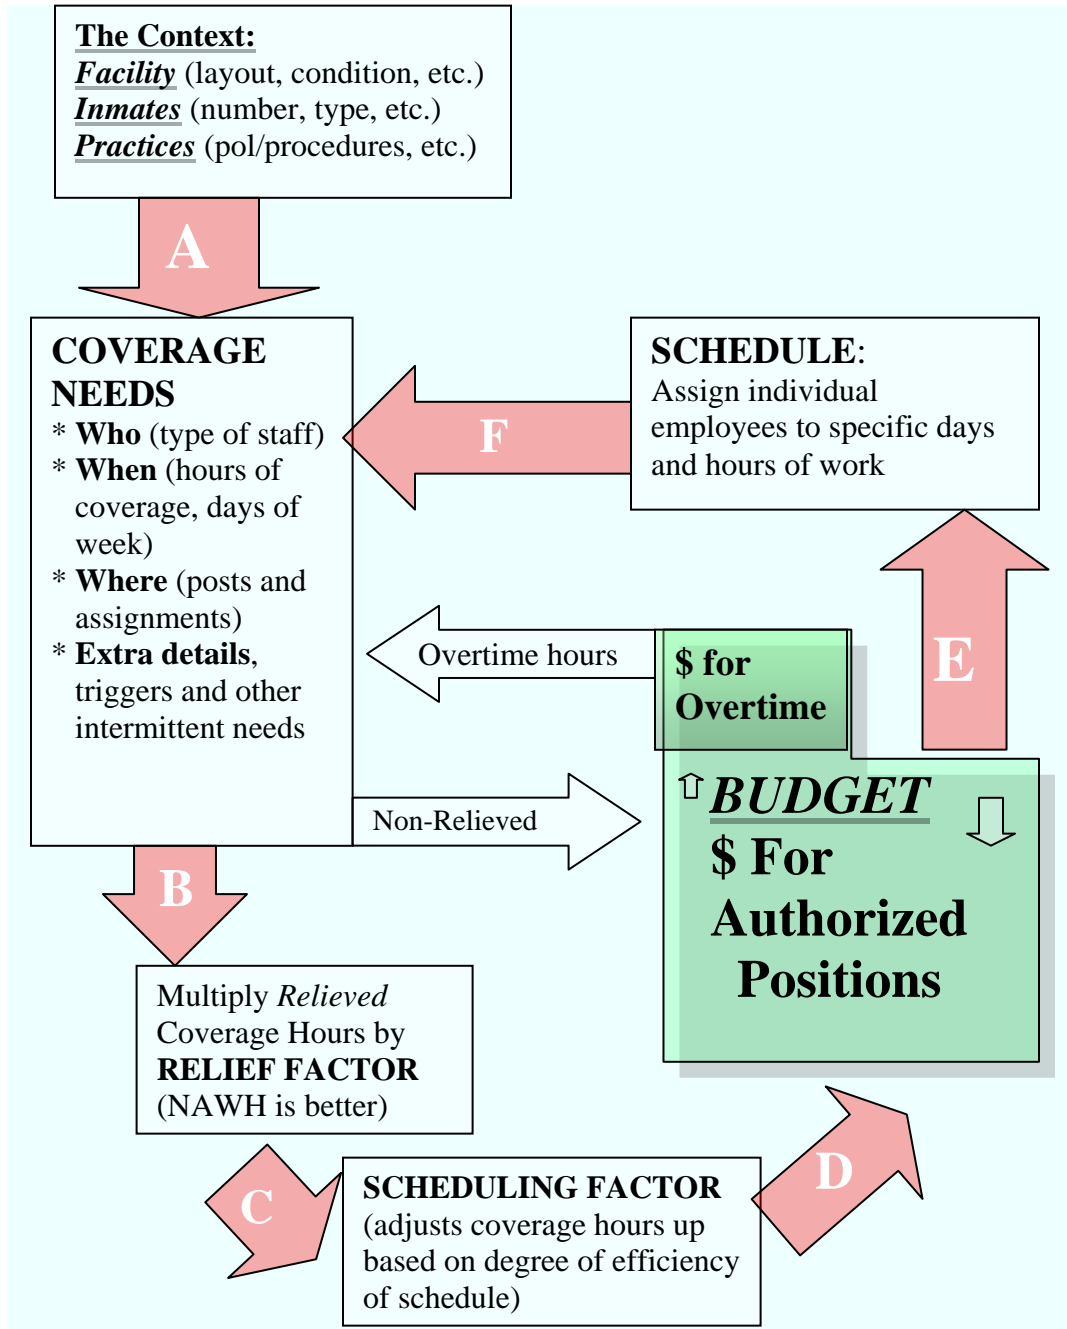 The Context:
Facility (layout, condition, etc.)
Inmates (number, type, etc.)
Practices (pol/procedures, etc.)
A
COVERAGE
NEEDS
* Who (type of staff)
* When (hours of
coverage, days of
week)
* Where (posts and
assignments)
* Extra details,
triggers and other
intermittent needs
F
SCHEDULE:
Assign individual
employees to specific days
and hours of work
E
Overtime hours
$ for
Overtime
Non-Relieved
BUDGET
$ For
Authorized
Positions
B
Multiply Relieved
Coverage Hours by
RELIEF FACTOR
(NAWH is better)
C
SCHEDULING FACTOR
(adjusts coverage hours up
based on degree of efficiency
of schedule)
D